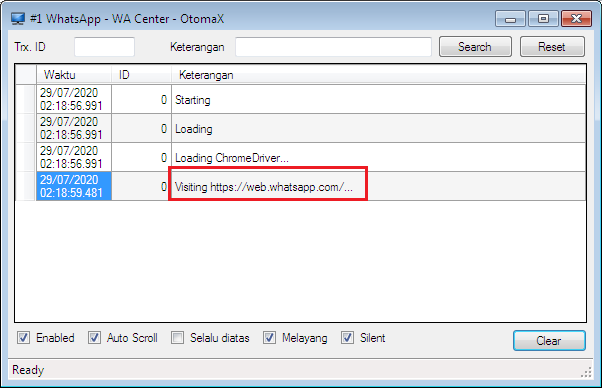 #1 WhatsApp - WA Center - OtomaX
Trx. ID Keterangan Search Reset
Waktu ID Keterangan
29/07/2020
02:18:56.991 0 Starting
29/07/2020
02:18:56.991 0 Loading
29/07/2020
02:18:56.991 0 Loading ChromeDriver...
29/07/2020
02:18:59.481 0 Visiting https://web.whatsapp.com/...
Enabled Auto Scroll Selalu diatas Melayang Silent Clear
Ready